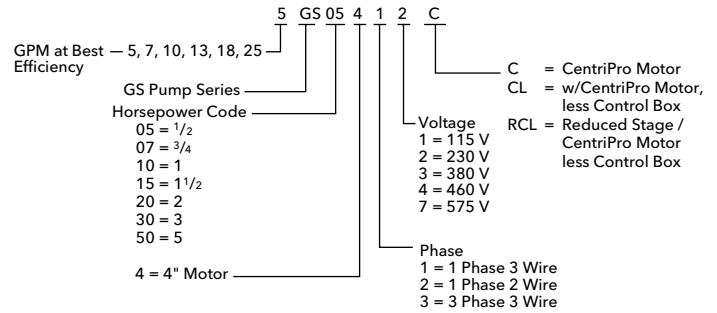 5 GS 05 4 1 2 C
GPM at Best — 5, 7, 10, 13, 18, 25
Efficiency
GS Pump Series
Horsepower Code
05 = 1/2
07 = 3/4
10 = 1
15 = 1 1/2
20 = 2
30 = 3
50 = 5
4 = 4" Motor
C = CentriPro Motor
CL = w/CentriPro Motor,
less Control Box
RCL = Reduced Stage /
CentriPro Motor
less Control Box
Voltage
1 = 115 V
2 = 230 V
3 = 380 V
4 = 460 V
7 = 575 V
Phase
1 = 1 Phase 3 Wire
2 = 1 Phase 2 Wire
3 = 3 Phase 3 Wire